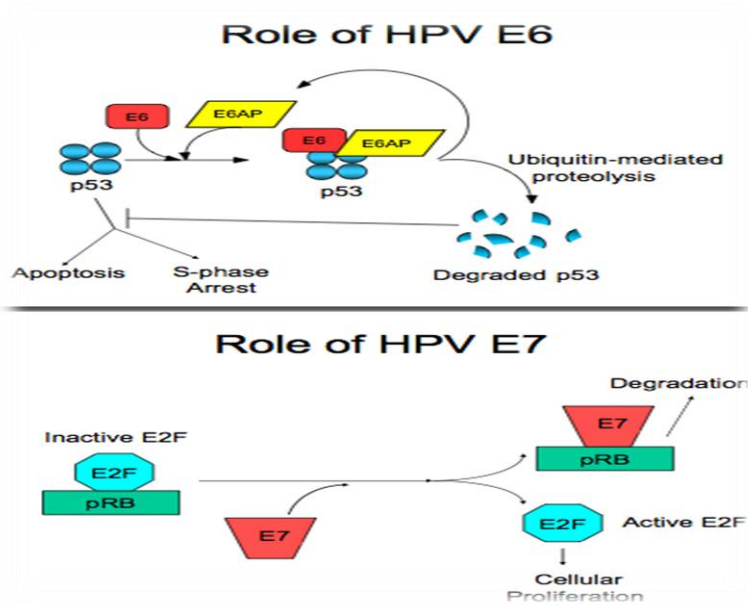 Role of HPV E6
E6
E6AP
E6
E6AP
p53
p53
Ubiquitin-mediated
proteolysis
Apoptosis
S-phase
Arrest
Degraded p53
Role of HPV E7
Degradation
E7
pRB
Inactive E2F
E2F
pRB
E7
E2F
Active E2F
Cellular
Proliferation